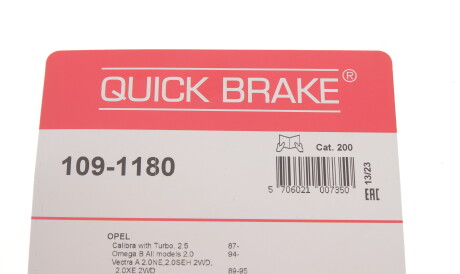 QUICK BRAKE®
109-1180
Cat. 200
5 706021 007350
13/23
EAC
OPEL
Calibra with Turbo, 2.5 87-
Omega B All models 2.0 94-
Vectra A 2.0NE,2.0SEH 2WD,
2.0XE 2WD 89-95